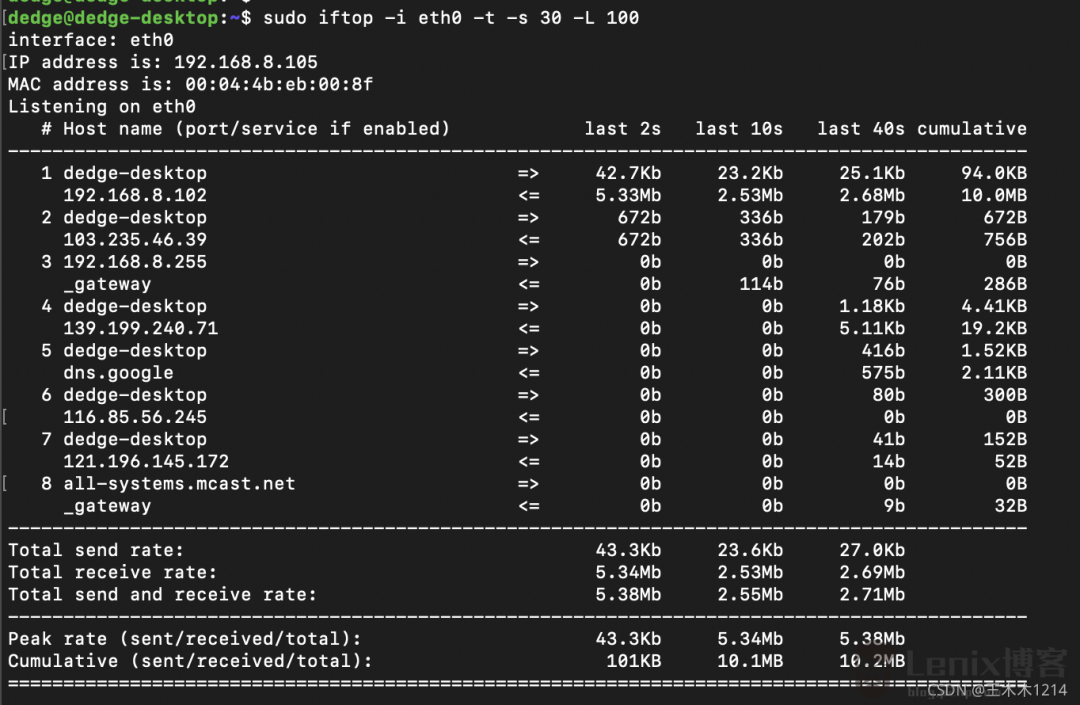 dedge@dedge-desktop:~$ sudo iftop -i eth0 -t -s 30 -L 100
interface: eth0
IP address is: 192.168.8.105
MAC address is: 00:04:4b:eb:00:8f
Listening on eth0
# Host name (port/service if enabled) last 2s last 10s last 40s cumulative
1 dedge-desktop => 42.7Kb 23.2Kb 25.1Kb 94.0KB
192.168.8.102 <= 5.33Mb 2.53Mb 2.68Mb 10.0MB
2 dedge-desktop => 672b 336b 179b 672B
103.235.46.39 <= 672b 336b 202b 756B
3 192.168.8.255 => 0b 0b 0b 0B
_gateway <= 0b 114b 76b 286B
4 dedge-desktop => 0b 0b 1.18Kb 4.41KB
139.199.240.71 <= 0b 0b 5.11Kb 19.2KB
5 dedge-desktop => 0b 0b 416b 1.52KB
dns.google <= 0b 0b 575b 2.11KB
6 dedge-desktop => 0b 0b 80b 300B
116.85.56.245 <= 0b 0b 0b 0B
7 dedge-desktop => 0b 0b 41b 152B
121.196.145.172 <= 0b 0b 14b 52B
8 all-systems.mcast.net => 0b 0b 0b 0B
_gateway <= 0b 0b 9b 32B
Total send rate: 43.3Kb 23.6Kb 27.0Kb
Total receive rate: 5.34Mb 2.53Mb 2.69Mb
Total send and receive rate: 5.38Mb 2.55Mb 2.71Mb
Peak rate (sent/received/total): 43.3Kb 5.34Mb 5.38Mb
Cumulative (sent/received/total): 101KB 10.1MB 10.2MB
Lenix博客
CSDN @王木木1214